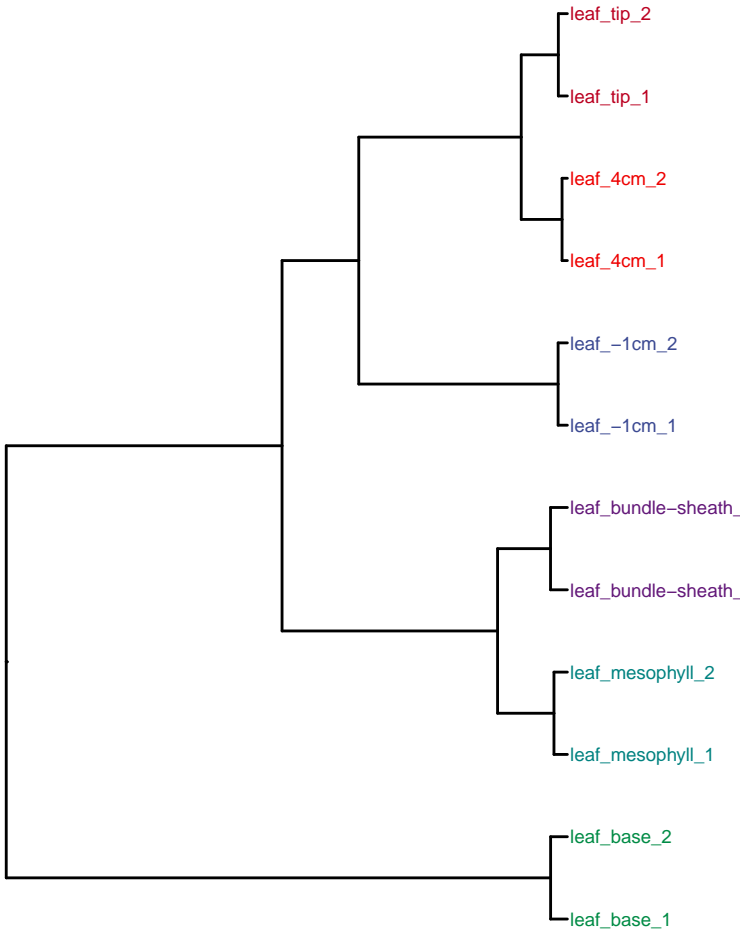 leaf_tip_2
leaf_tip_1
leaf_4cm_2
leaf_4cm_1
leaf_−1cm_2
leaf_−1cm_1
leaf_bundle−sheath_
leaf_bundle−sheath_
leaf_mesophyll_2
leaf_mesophyll_1
leaf_base_2
leaf_base_1